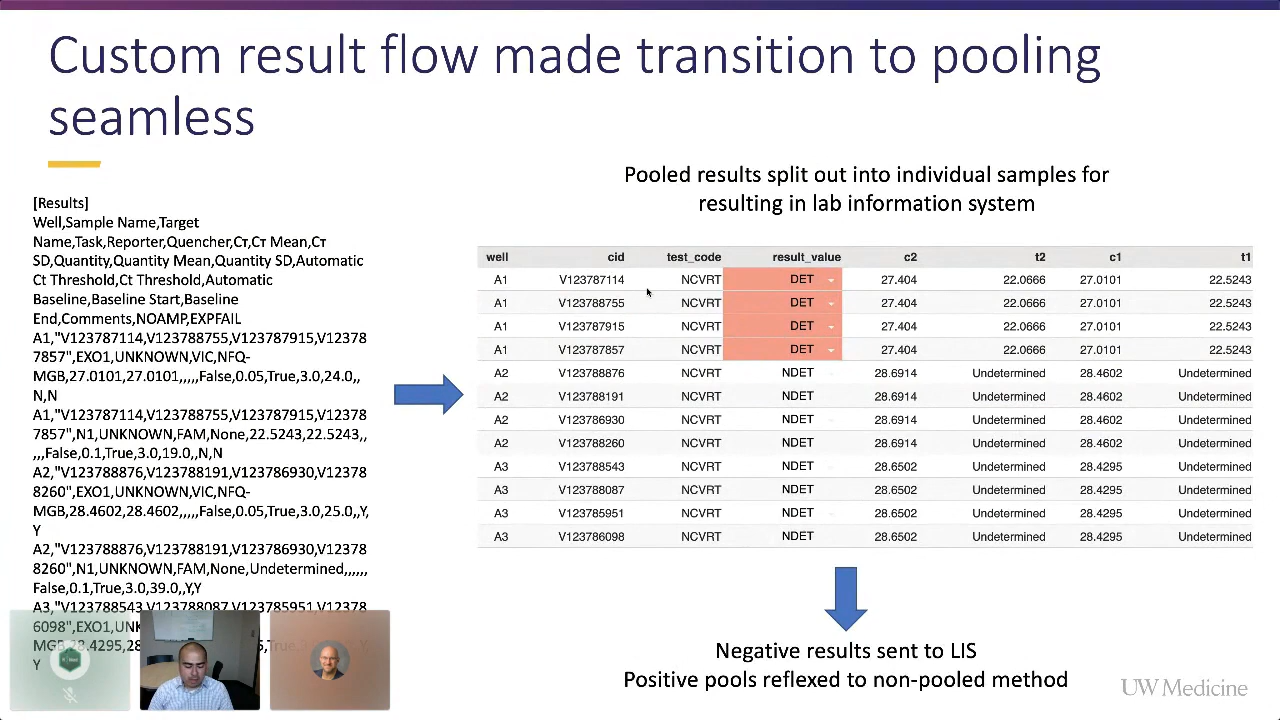 Custom result flow made transition to pooling
seamless
[Results]
Well,Sample Name,Target
Name,Task,Reporter,Quencher,Cт,Cт Mean,Cт
SD,Quantity,Quantity Mean,Quantity SD,Automatic
Ct Threshold,Ct Threshold,Automatic
Baseline,Baseline Start,Baseline
End,Comments,NOAMP,EXPFAIL
A1,"V123787114,V123788755,V123787915,V12378
7857",EXO1,UNKNOWN,VIC,NFQ-
MGB,27.0101,27.0101,,,,,False,0.05,True,3.0,24.0,,
N,N
A1,"V123787114,V123788755,V123787915,V12378
7857",N1,UNKNOWN,FAM,None,22.5243,22.5243,,
,,,False,0.1,True,3.0,19.0,,N,N
A2,"V123788876,V123788191,V123786930,V12378
8260",EXO1,UNKNOWN,VIC,NFQ-
MGB,28.4602,28.4602,,,,,False,0.05,True,3.0,25.0,,Y,
Y
A2,"V123788876,V123788191,V123786930,V12378
8260",N1,UNKNOWN,FAM,None,Undetermined,,,,,,
False,0.1,True,3.0,39.0,,Y,Y
A3,"V123788543,V123788087,V123785951,V12378
6098",EXO1,
MGB,28.4295,
Y
Pooled results split out into individual samples for
resulting in lab information system
well cid test_code result_value c2 t2 c1 t1
A1 V123787114 NCVRT DET 27.404 22.0666 27.0101 22.5243
A1 V123788755 NCVRT DET 27.404 22.0666 27.0101 22.5243
A1 V123787915 NCVRT DET 27.404 22.0666 27.0101 22.5243
A1 V123787857 NCVRT DET 27.404 22.0666 27.0101 22.5243
A2 V123788876 NCVRT NDET 28.6914 Undetermined 28.4602 Undetermined
A2 V123788191 NCVRT NDET 28.6914 Undetermined 28.4602 Undetermined
A2 V123786930 NCVRT NDET 28.6914 Undetermined 28.4602 Undetermined
A2 V123788260 NCVRT NDET 28.6914 Undetermined 28.4602 Undetermined
A3 V123788543 NCVRT NDET 28.6502 Undetermined 28.4295 Undetermined
A3 V123788087 NCVRT NDET 28.6502 Undetermined 28.4295 Undetermined
A3 V123785951 NCVRT NDET 28.6502 Undetermined 28.4295 Undetermined
A3 V123786098 NCVRT NDET 28.6502 Undetermined 28.4295 Undetermined
Negative results sent to LIS
Positive pools reflexed to non-pooled method
UW Medicine